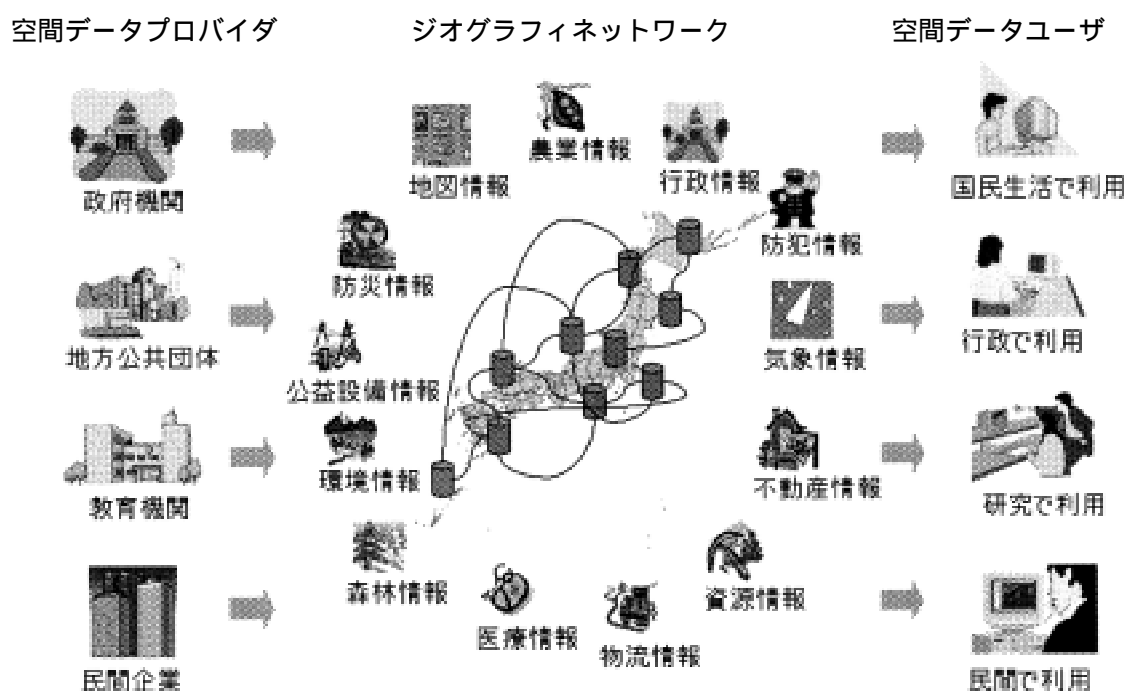 空間データプロバイダ
ジオグラフィネットワーク
空間データユーザ
政府機関
地方公共団体
教育機関
民間企業
地図情報
農業情報
行政情報
防犯情報
防災情報
気象情報
公益設備情報
環境情報
不動産情報
森林情報
医療情報
物流情報
資源情報
国民生活で利用
行政で利用
研究で利用
民間で利用